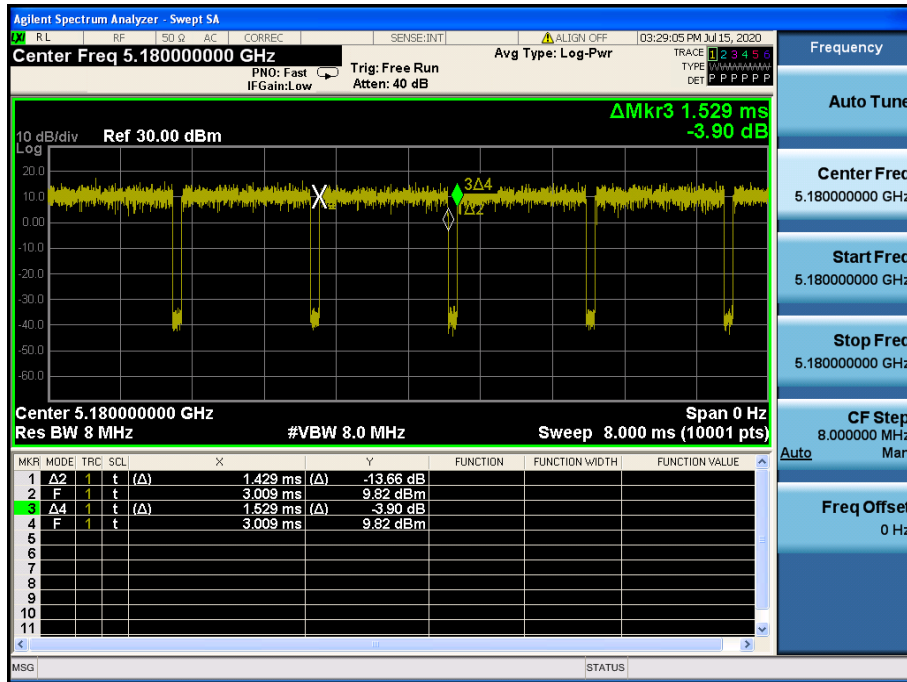 Agilent Spectrum Analyzer - Swept SA
LXI RL RF 50 Ω AC CORREC SENSE:INT ALIGN OFF 03:29:05 PM Jul 15, 2020
Center Freq 5.180000000 GHz
PNO: Fast
IFGain:Low
Trig: Free Run
Atten: 40 dB
Avg Type: Log-Pwr
TRACE 1 2 3 4 5 6
TYPE
DET P P P P P P
Frequency
Auto Tune
Center Freq
5.180000000 GHz
Start Freq
5.180000000 GHz
Stop Freq
5.180000000 GHz
CF Step
8.000000 MHz
Auto Man
Freq Offset
0 Hz
ΔMkr3 1.529 ms
-3.90 dB
10 dB/div Ref 30.00 dBm
Log
20.0
10.0
0.00
-10.0
-20.0
-30.0
-40.0
-50.0
-60.0
3Δ4
1Δ2
Center 5.180000000 GHz Span 0 Hz
Res BW 8 MHz #VBW 8.0 MHz Sweep 8.000 ms (10001 pts)
MKR MODE TRC SCL X Y FUNCTION FUNCTION WIDTH FUNCTION VALUE
1 Δ2 1 t (Δ) 1.429 ms (Δ) -13.66 dB
2 F 1 t 3.009 ms 9.82 dBm
3 Δ4 1 t (Δ) 1.529 ms (Δ) -3.90 dB
4 F 1 t 3.009 ms 9.82 dBm
5
6
7
8
9
10
11
MSG STATUS